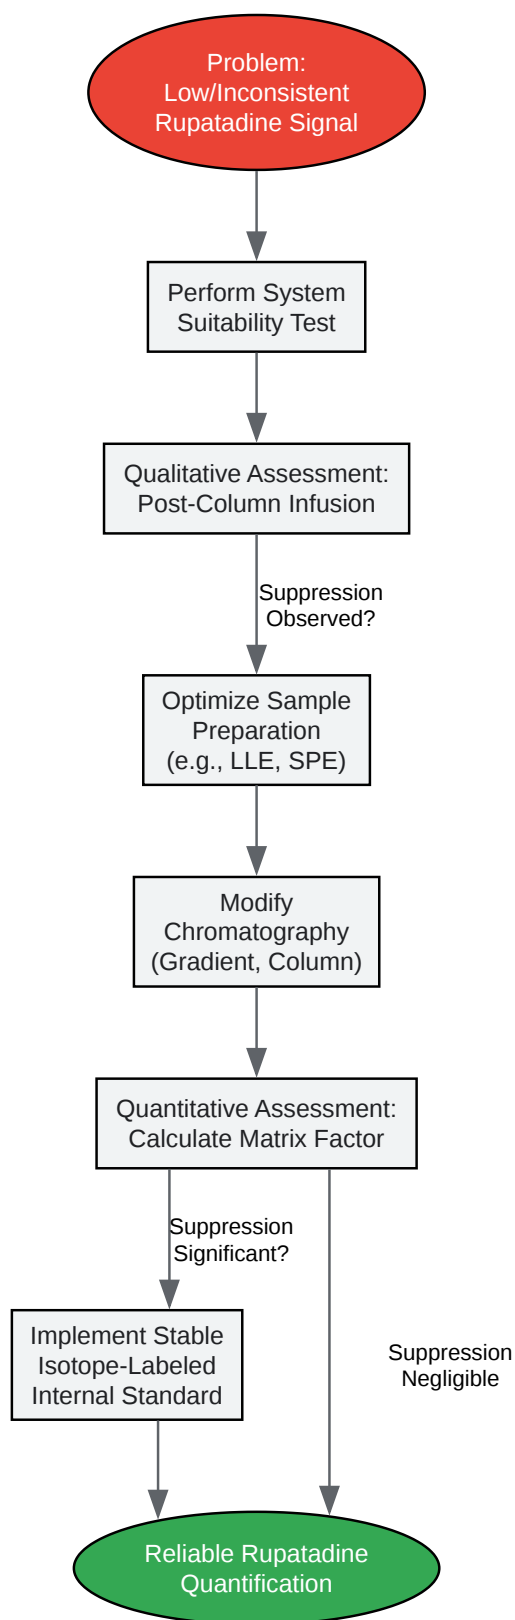 Problem:
Low/Inconsistent
Rupatadine Signal
Perform System
Suitability Test
Qualitative Assessment:
Post-Column Infusion
Suppression
Observed?
Optimize Sample
Preparation
(e.g., LLE, SPE)
Modify
Chromatography
(Gradient, Column)
Quantitative Assessment:
Calculate Matrix Factor
Suppression
Significant?
Implement Stable
Isotope-Labeled
Internal Standard
Suppression
Negligible
Reliable Rupatadine
Quantification